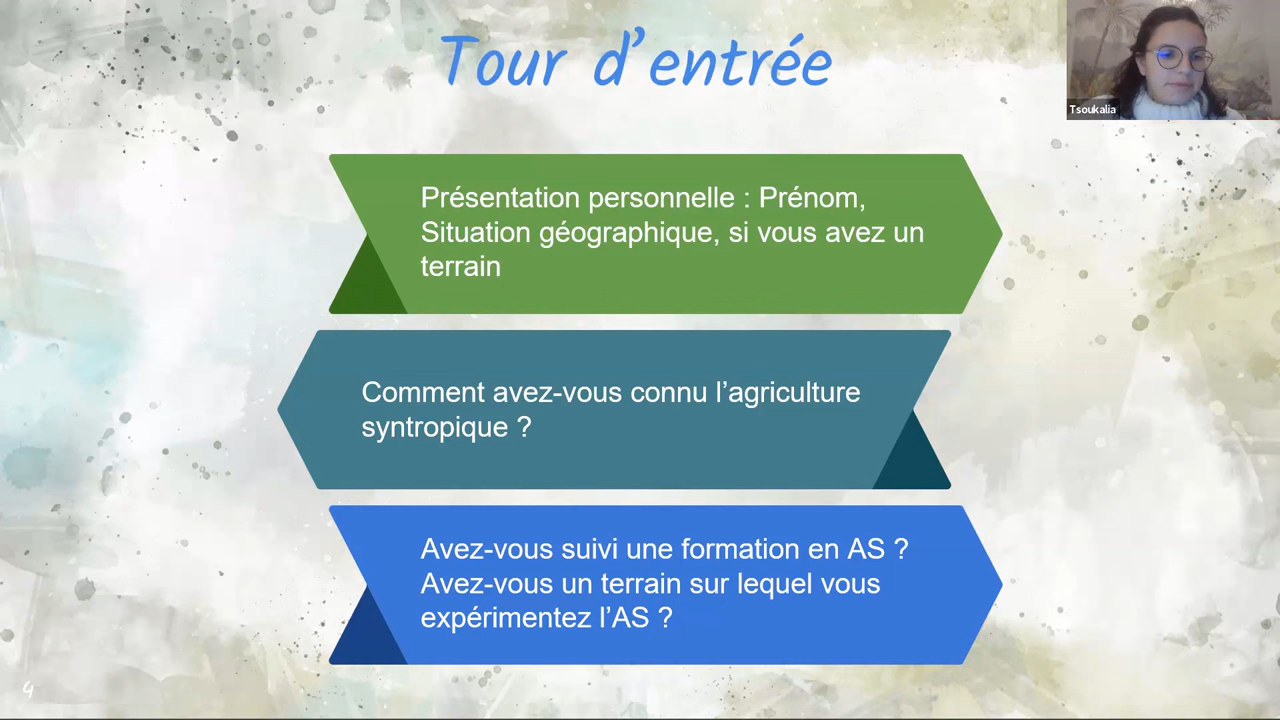 Tour d'entrée
Tsoukalia
Présentation personnelle : Prénom,
Situation géographique, si vous avez un
terrain
Comment avez-vous connu l'agriculture
syntropique ?
Avez-vous suivi une formation en AS ?
Avez-vous un terrain sur lequel vous
expérimentez l'AS ?
4